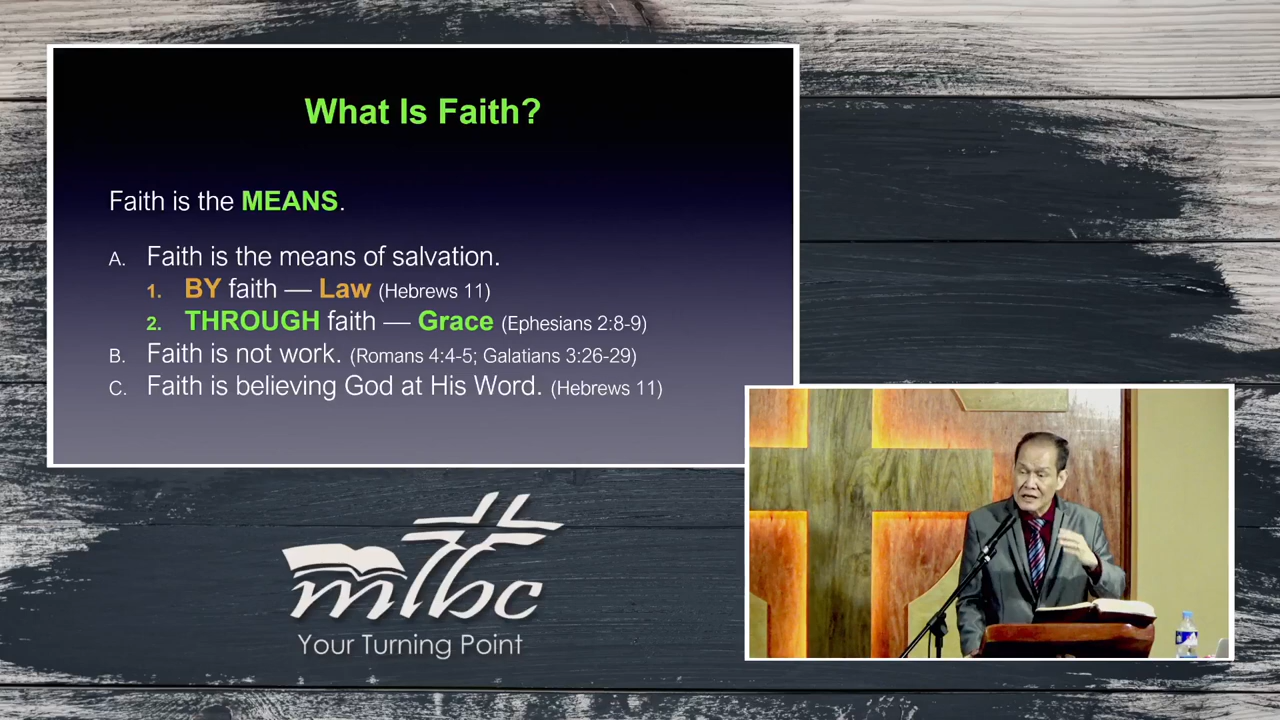 What Is Faith?
Faith is the MEANS.
A. Faith is the means of salvation.
1. BY faith — Law (Hebrews 11)
2. THROUGH faith — Grace (Ephesians 2:8-9)
B. Faith is not work. (Romans 4:4-5; Galatians 3:26-29)
C. Faith is believing God at His Word. (Hebrews 11)
mlbc
Your Turning Point